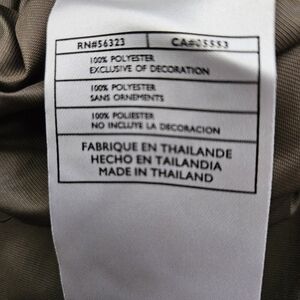 RN#56323 CA#05553
100% POLYESTER
EXCLUSIVE OF DECORATION
100% POLYESTER
SANS ORNEMENTS
100% POLIESTER
NO INCLUYE LA DECORACION
FABRIQUE EN THAILANDE
HECHO EN TAILANDIA
MADE IN THAILAND